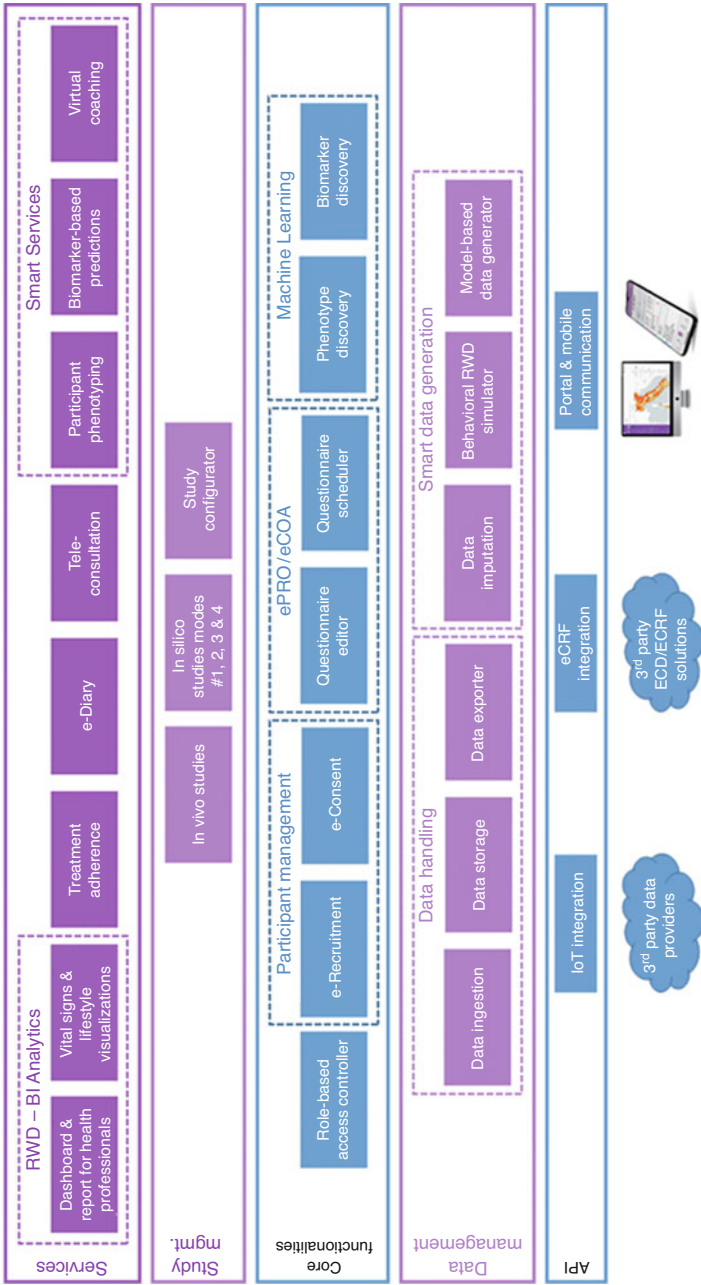 Services
RWD – BI Analytics
Dashboard &
report for health
professionals
Vital signs &
lifestyle
visualizations
Treatment
adherence
e-Diary
Tele-
consultation
Smart Services
Participant
phenotyping
Biomarker-based
predictions
Virtual
coaching
Study
mgmt.
In vivo studies
In silico
studies modes
#1, 2, 3 & 4
Study
configurator
Core
functionalities
Role-based
access controller
Participant management
e-Recruitment
e-Consent
ePRO/eCOA
Questionnaire
editor
Questionnaire
scheduler
Machine Learning
Phenotype
discovery
Biomarker
discovery
Data
management
Data handling
Data ingestion
Data storage
Data exporter
Smart data generation
Data
imputation
Behavioral RWD
simulator
Model-based
data generator
API
IoT integration
eCRF
integration
Portal & mobile
communication
3rd party data
providers
3rd party
ECD/ECRF
solutions